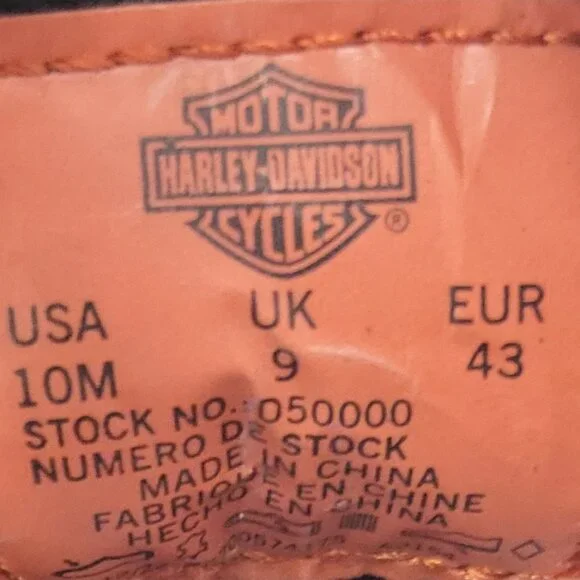 MOTOR
HARLEY-DAVIDSON
CYCLES
®
USA UK EUR
10M 9 43
STOCK NO.: 050000
NUMERO DE STOCK
MADE IN CHINA
FABRIQUE EN CHINE
HECHO EN CHINA